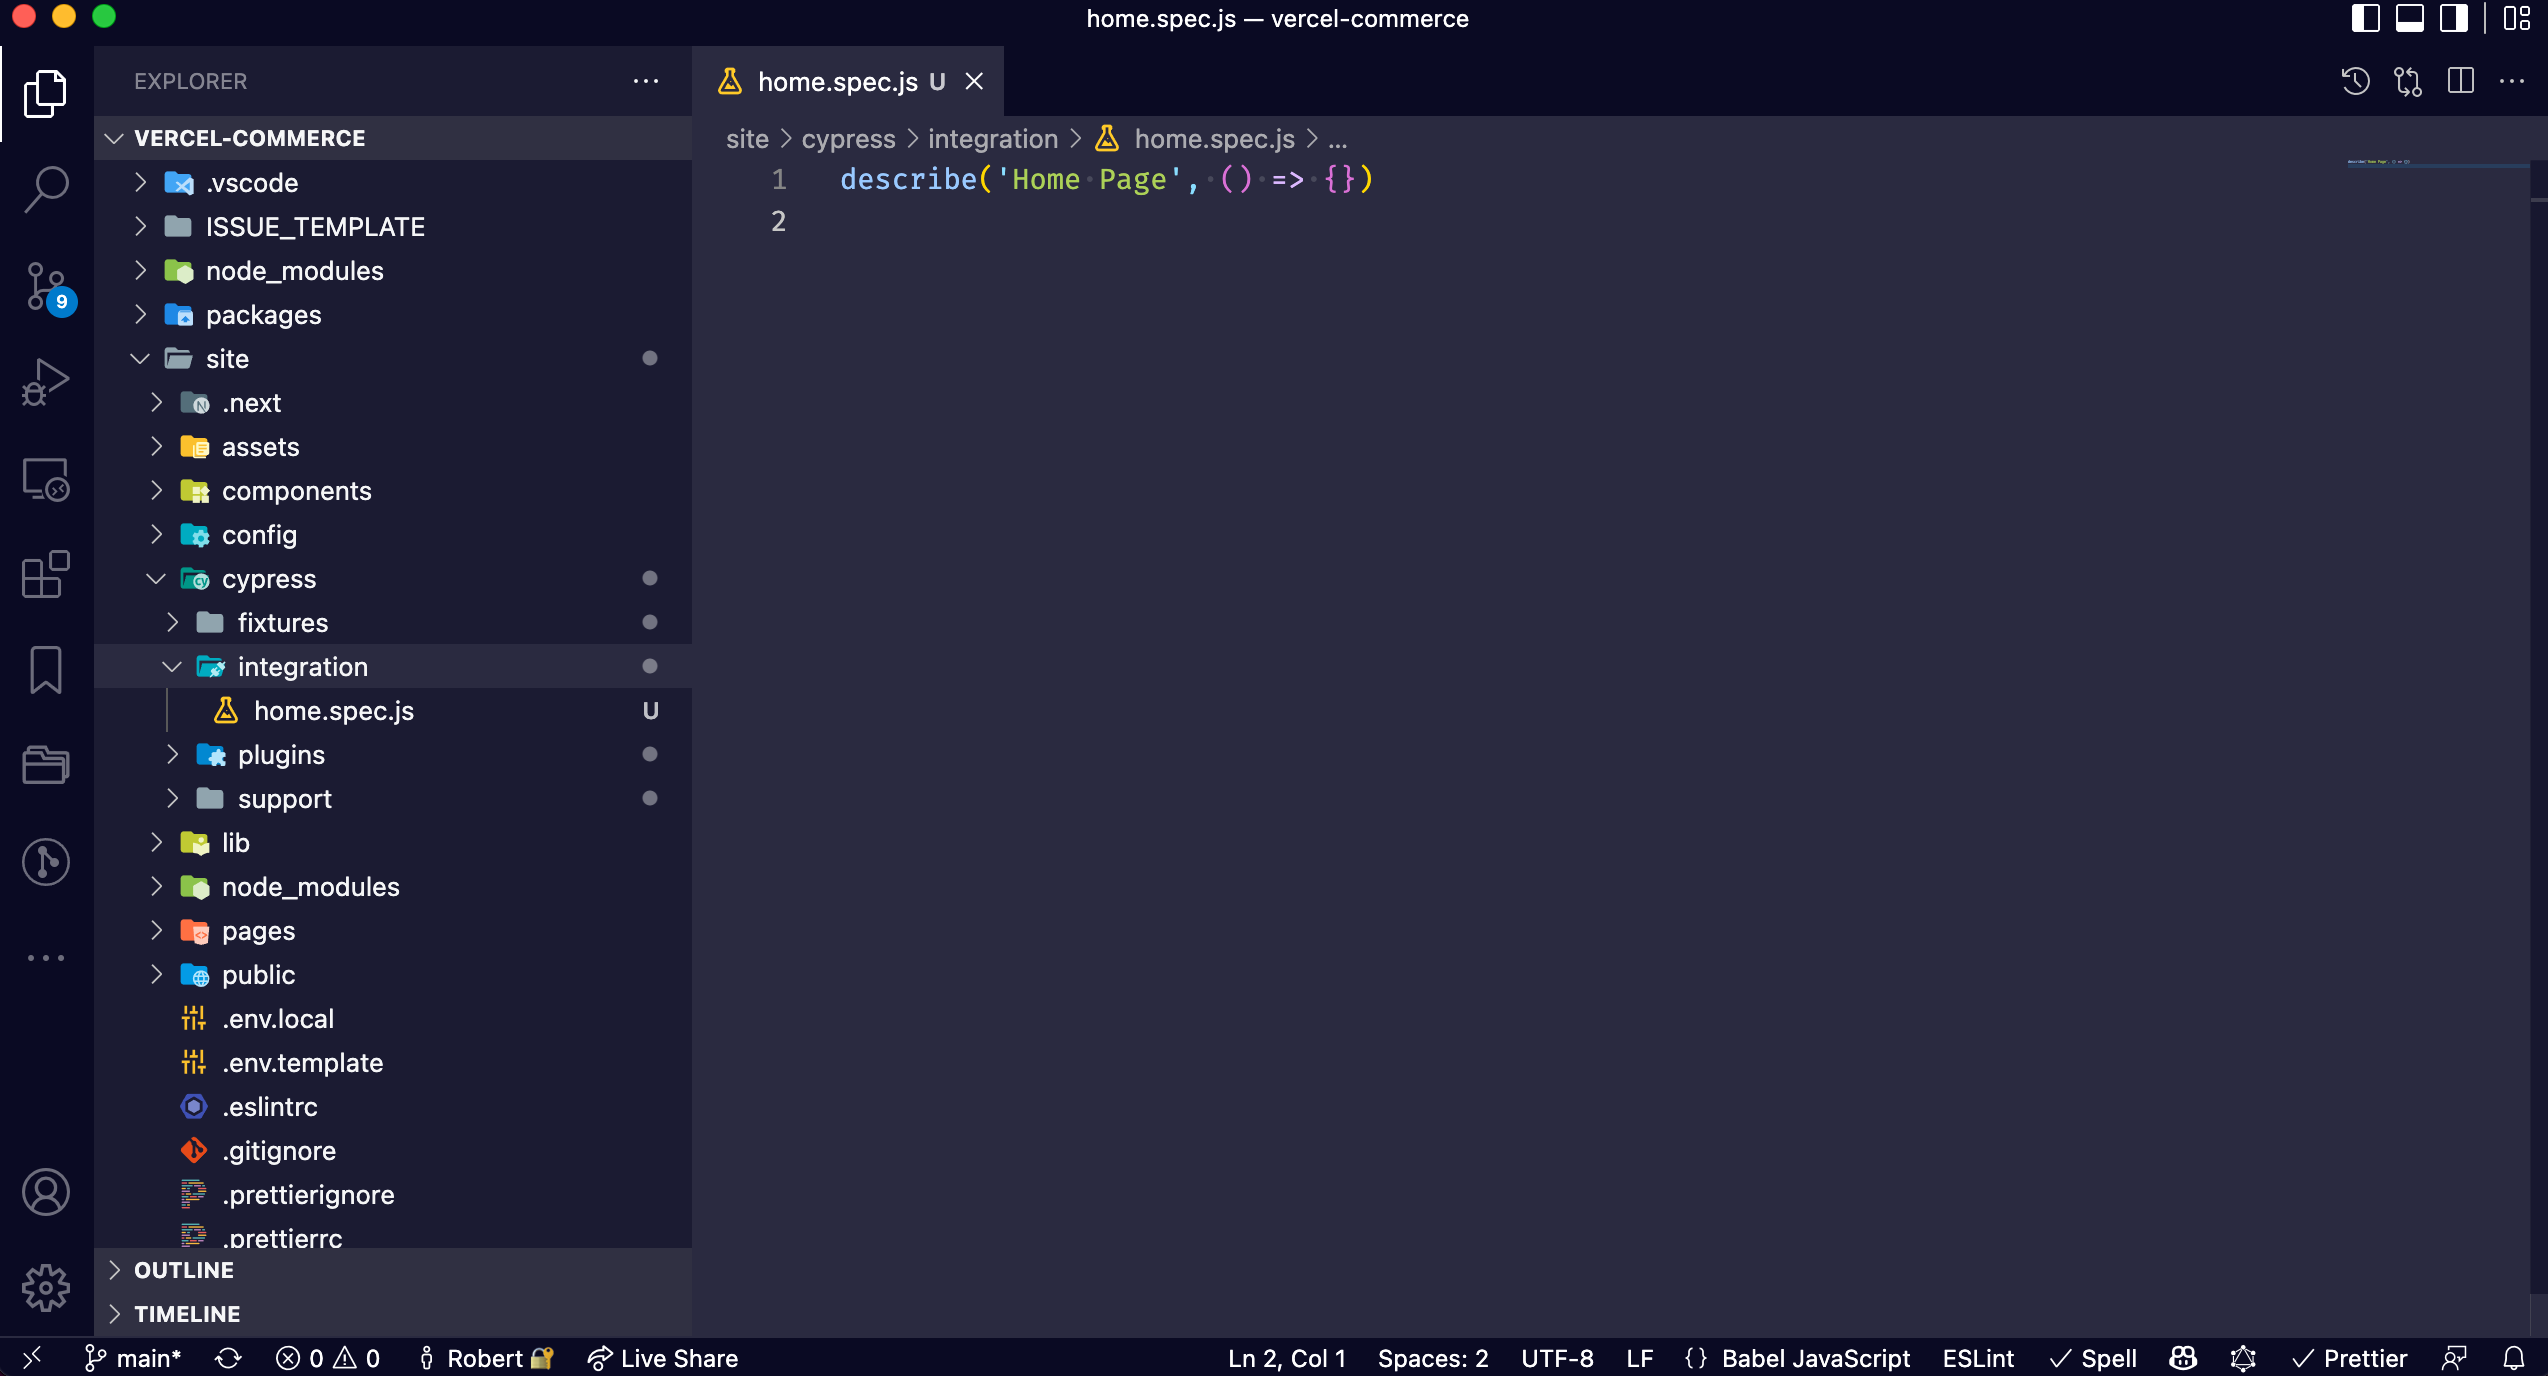 home.spec.js — vercel-commerce
EXPLORER
home.spec.js U
VERCEL-COMMERCE
site > cypress > integration > home.spec.js > ...
.vscode
ISSUE_TEMPLATE
node_modules
packages
site
.next
assets
components
config
cypress
fixtures
integration
home.spec.js U
plugins
support
lib
node_modules
pages
public
.env.local
.env.template
.eslintrc
.gitignore
.prettierignore
.prettierrc
OUTLINE
TIMELINE
9
1 describe('Home Page', () => {})
2
main* 0 0 Robert Live Share Ln 2, Col 1 Spaces: 2 UTF-8 LF {} Babel JavaScript ESLint Spell Prettier